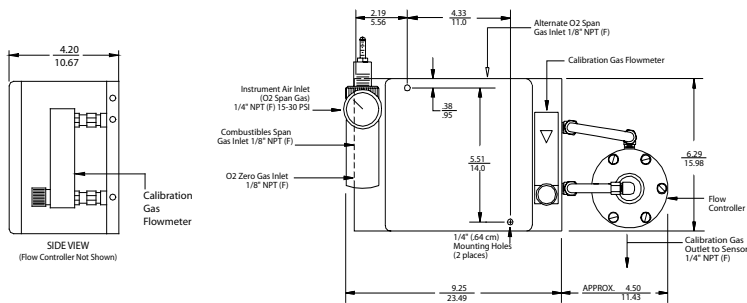 4.20
10.67
Calibration
Gas
Flowmeter
SIDE VIEW
(Flow Controller Not Shown)
2.19
5.56
4.33
11.0
Alternate O2 Span
Gas Inlet 1/8" NPT (F)
Calibration Gas Flowmeter
Instrument Air Inlet
(O2 Span Gas)
1/4" NPT (F) 15-30 PSI
.38
.95
Combustibles Span
Gas Inlet 1/8" NPT (F)
5.51
14.0
6.29
15.98
O2 Zero Gas Inlet
1/8" NPT (F)
Flow
Controller
1/4" (.64 cm)
Mounting Holes
(2 places)
Calibration Gas
Outlet to Sensor
1/4" NPT (F)
9.25
23.49
APPROX. 4.50
11.43